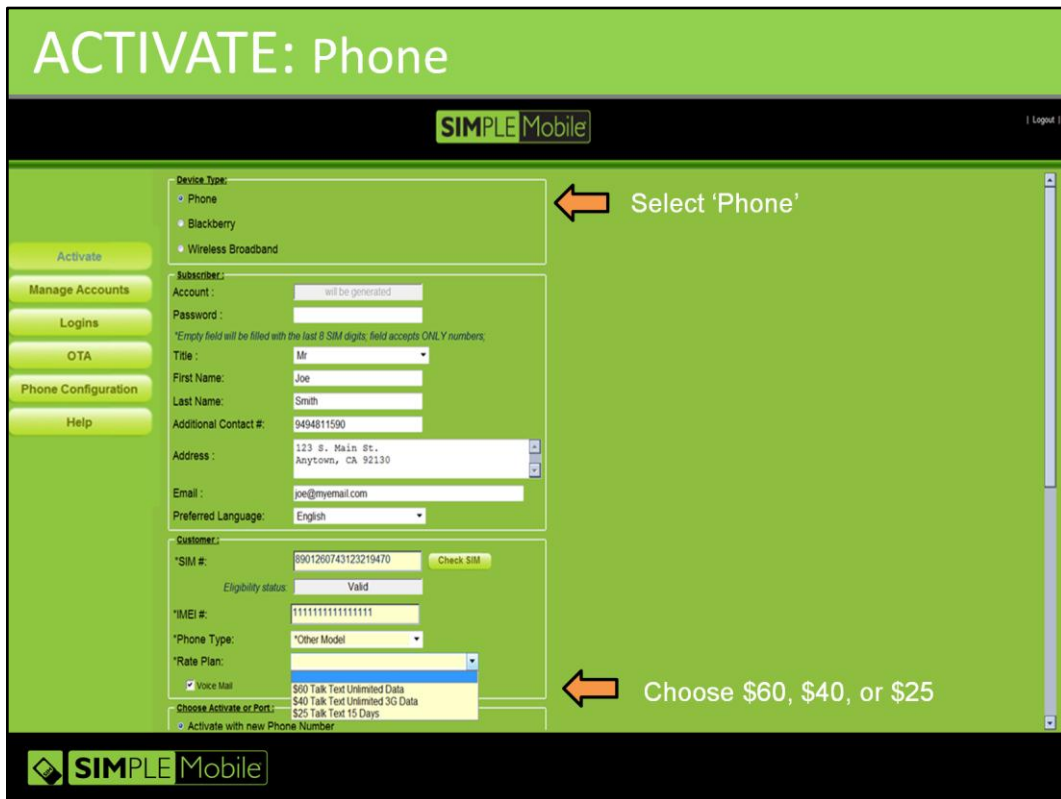 ACTIVATE: Phone
SIMPLE Mobile
| Logout |
Device Type:
Phone
Blackberry
Wireless Broadband
Select ‘Phone’
Activate
Manage Accounts
Logins
OTA
Phone Configuration
Help
Subscriber :
Account : will be generated
Password :
*Empty field will be filled with the last 8 SIM digits; field accepts ONLY numbers;
Title : Mr
First Name: Joe
Last Name: Smith
Additional Contact #: 9494811590
Address : 123 S. Main St.
Anytown, CA 92130
Email : joe@myemail.com
Preferred Language: English
Customer :
*SIM #: 8901260743123219470 Check SIM
Eligibility status: Valid
*IMEI #: 1111111111111111
*Phone Type: *Other Model
*Rate Plan:
Voice Mail
$60 Talk Text Unlimited Data
$40 Talk Text Unlimited 3G Data
$25 Talk Text 15 Days
Choose $60, $40, or $25
Choose Activate or Port :
Activate with new Phone Number
SIMPLE Mobile